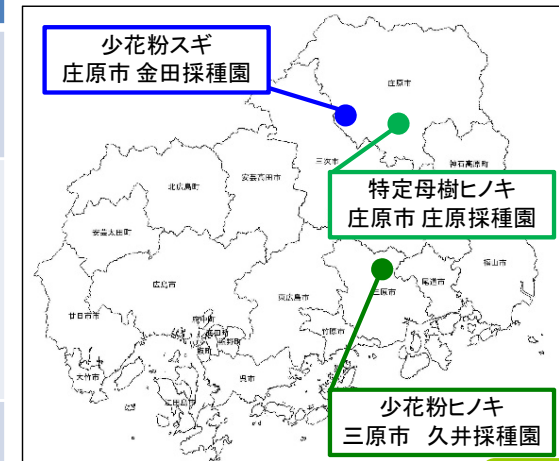 少花粉スギ
庄原市 金田採種園
庄原市
三次市
神石高原町
安芸高田市
北広島町
特定母樹ヒノキ
庄原市 庄原採種園
安芸太田町
広島市
東広島市
三原市
尾道市
福山市
廿日市市
府中町
竹原市
大竹市
呉市
江田島市
少花粉ヒノキ
三原市 久井採種園